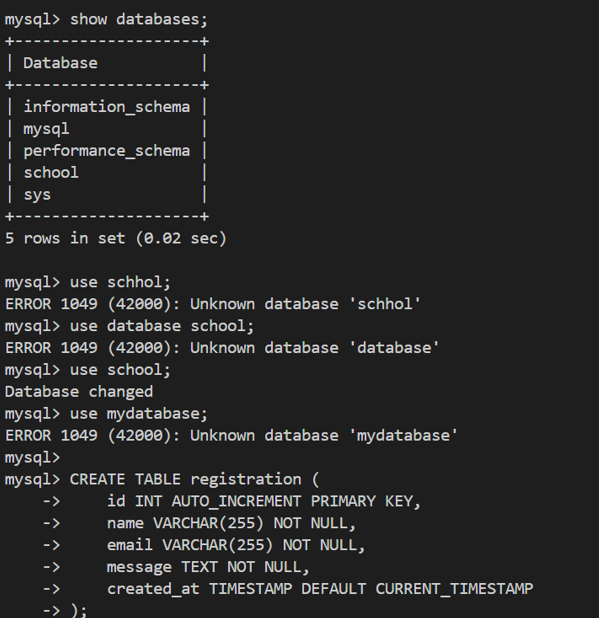 mysql> show databases;
+--------------------+
| Database           |
+--------------------+
| information_schema |
| mysql              |
| performance_schema |
| school             |
| sys                |
+--------------------+
5 rows in set (0.02 sec)

mysql> use schhol;
ERROR 1049 (42000): Unknown database 'schhol'
mysql> use database school;
ERROR 1049 (42000): Unknown database 'database'
mysql> use school;
Database changed
mysql> use mydatabase;
ERROR 1049 (42000): Unknown database 'mydatabase'
mysql>
mysql> CREATE TABLE registration (
    ->     id INT AUTO_INCREMENT PRIMARY KEY,
    ->     name VARCHAR(255) NOT NULL,
    ->     email VARCHAR(255) NOT NULL,
    ->     message TEXT NOT NULL,
    ->     created_at TIMESTAMP DEFAULT CURRENT_TIMESTAMP
    -> );